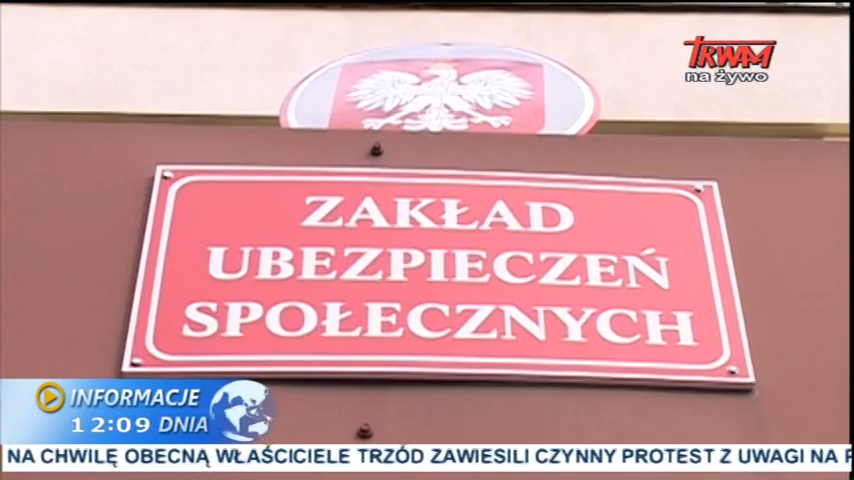 TRWAM
na żywo
ZAKŁAD
UBEZPIECZEŃ
SPOŁECZNYCH
INFORMACJE
12:09 DNIA
NA CHWILĘ OBECNĄ WŁAŚCICIELE TRZÓD ZAWIESILI CZYNNY PROTEST Z UWAGI NA